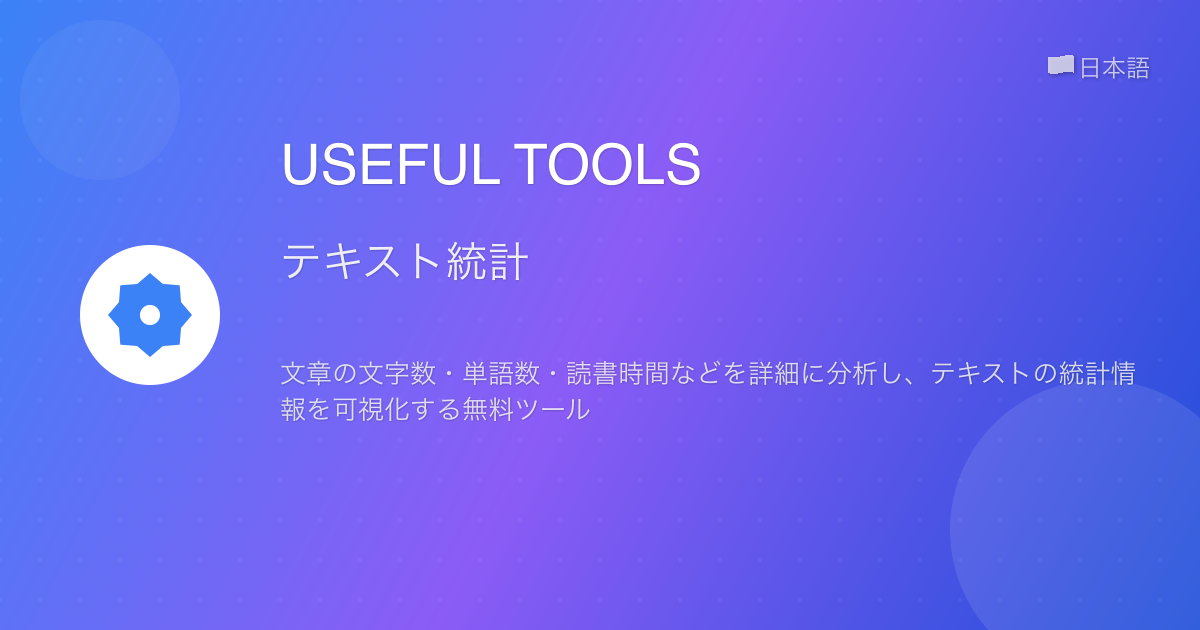 日本語
USEFUL TOOLS
テキスト統計
文章の文字数・単語数・読書時間などを詳細に分析し、テキストの統計情
報を可視化する無料ツール